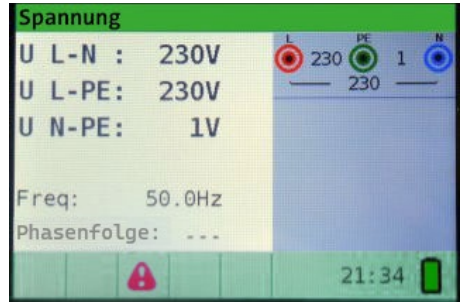 Spannung
U L-N : 230V
U L-PE: 230V
U N-PE: 1V
Freq: 50.0Hz
Phasenfolge: ---
L PE N
230 1
230
21:34